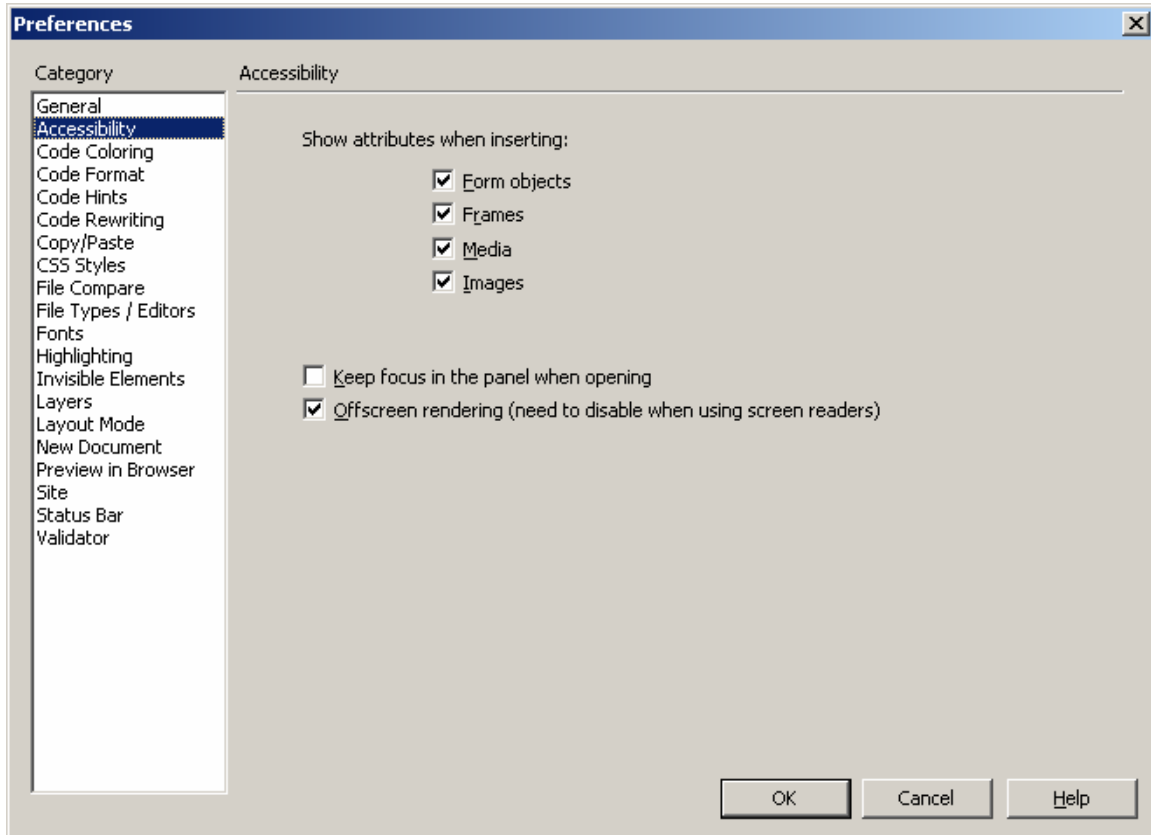 Preferences
Category
Accessibility
General
Accessibility
Code Coloring
Code Format
Code Hints
Code Rewriting
Copy/Paste
CSS Styles
File Compare
File Types / Editors
Fonts
Highlighting
Invisible Elements
Layers
Layout Mode
New Document
Preview in Browser
Site
Status Bar
Validator
Show attributes when inserting:
Form objects
Frames
Media
Images
Keep focus in the panel when opening
Offscreen rendering (need to disable when using screen readers)
OK
Cancel
Help